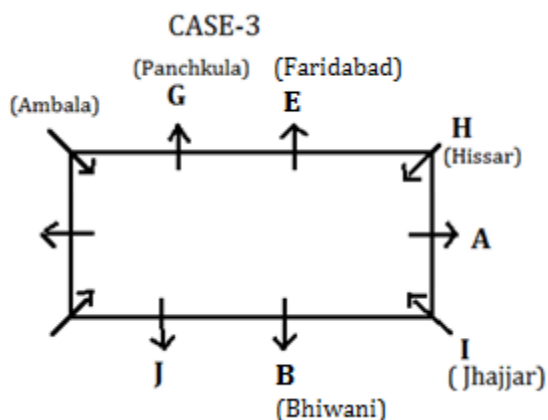 CASE-3
(Panchkula) (Faridabad)
(Ambala) G E
H
(Hissar)
A
J B I
(Jhajjar)
(Bhiwani)